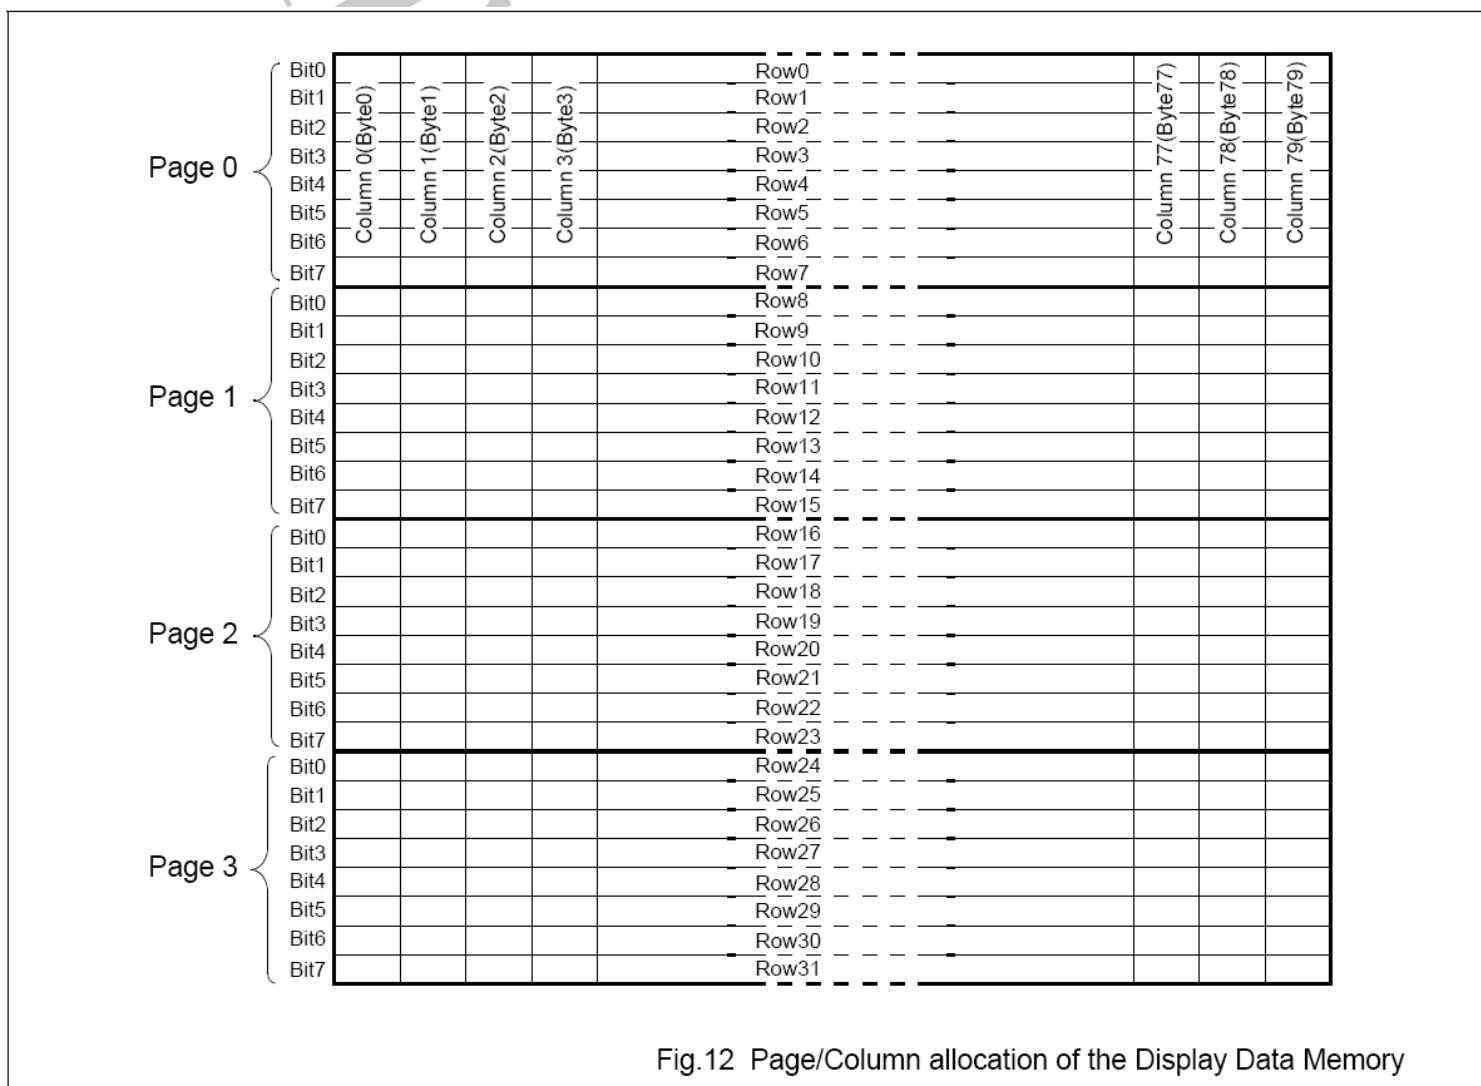 Page 0
Bit0
Bit1
Bit2
Bit3
Bit4
Bit5
Bit6
Bit7
Column 0(Byte0)
Column 1(Byte1)
Column 2(Byte2)
Column 3(Byte3)
Row0
Row1
Row2
Row3
Row4
Row5
Row6
Row7
Column 77(Byte77)
Column 78(Byte78)
Column 79(Byte79)
Page 1
Bit0
Bit1
Bit2
Bit3
Bit4
Bit5
Bit6
Bit7
Row8
Row9
Row10
Row11
Row12
Row13
Row14
Row15
Page 2
Bit0
Bit1
Bit2
Bit3
Bit4
Bit5
Bit6
Bit7
Row16
Row17
Row18
Row19
Row20
Row21
Row22
Row23
Page 3
Bit0
Bit1
Bit2
Bit3
Bit4
Bit5
Bit6
Bit7
Row24
Row25
Row26
Row27
Row28
Row29
Row30
Row31
Fig.12 Page/Column allocation of the Display Data Memory